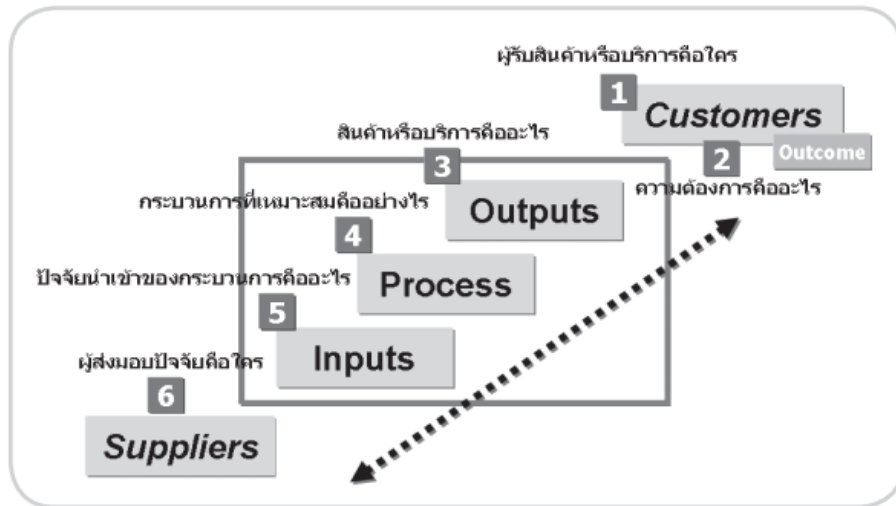 ผู้รับสินค้าหรือบริการคือใคร
1
Customers
Outcome
2
ความต้องการคืออะไร
สินค้าหรือบริการคืออะไร
3
Outputs
กระบวนการที่เหมาะสมคืออย่างไร
4
Process
ปัจจัยนำเข้าของกระบวนการคืออะไร
5
Inputs
ผู้ส่งมอบปัจจัยคือใคร
6
Suppliers